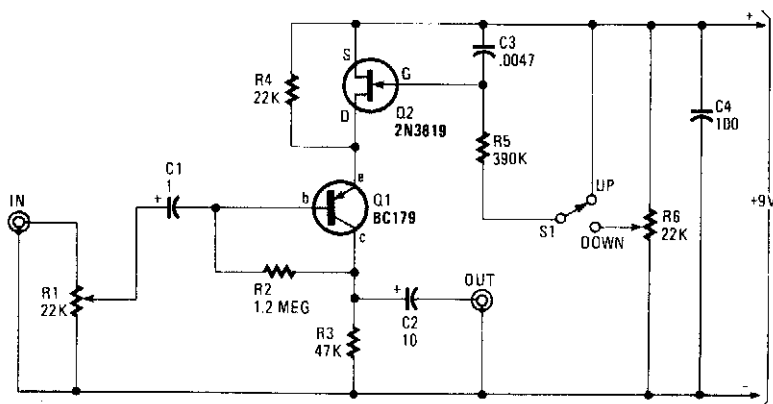 C3
.0047
+
S
G
R4
22K
D
Q2
2N3819
C4
100
R5
390K
C1
1
+
e
b
Q1
BC179
c
UP
+9V
IN
S1
R6
22K
DOWN
R1
22K
R2
1.2 MEG
OUT
+
C2
10
R3
47K
-